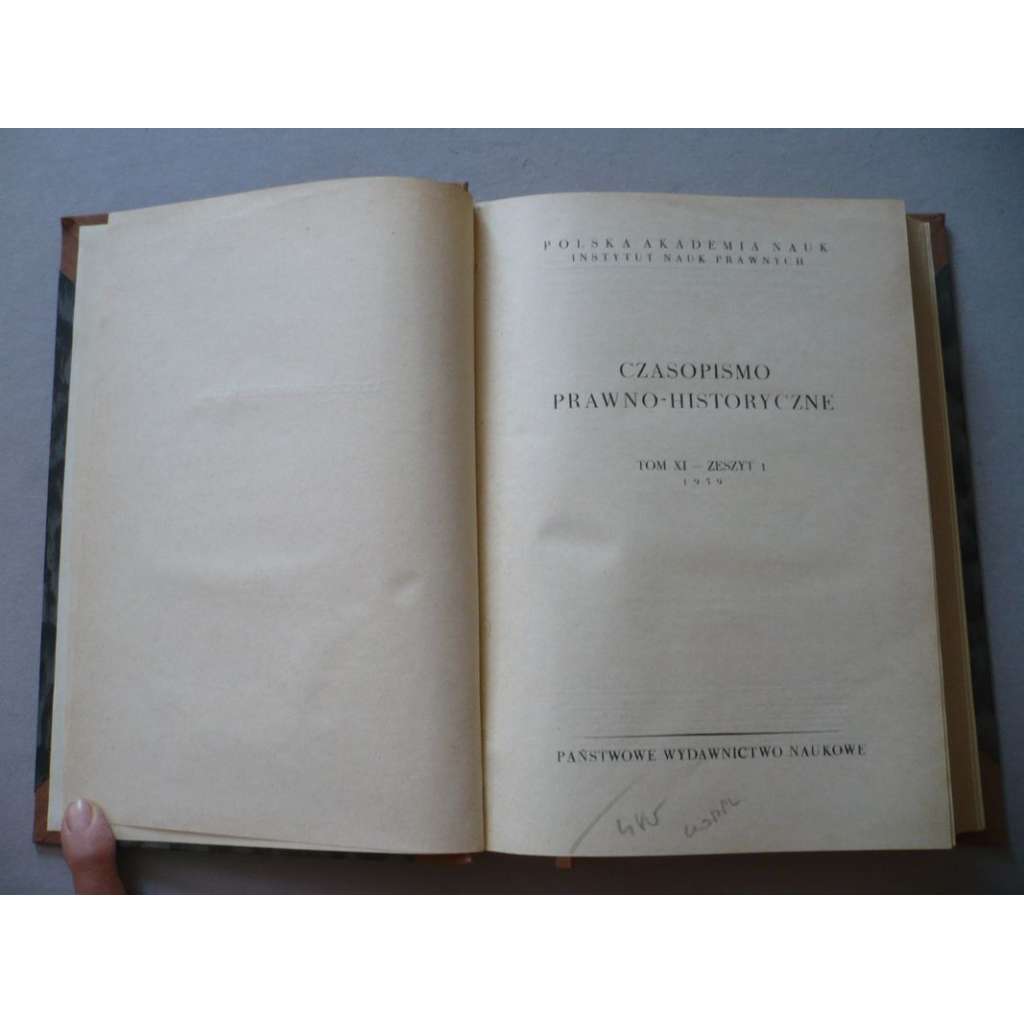 POLSKA AKADEMIA NAUK
INSTYTUT NAUK PRAWNYCH
CZASOPISMO
PRAWNO-HISTORYCZNE
TOM XI — ZESZYT 1
1959
PAŃSTWOWE WYDAWNICTWO NAUKOWE